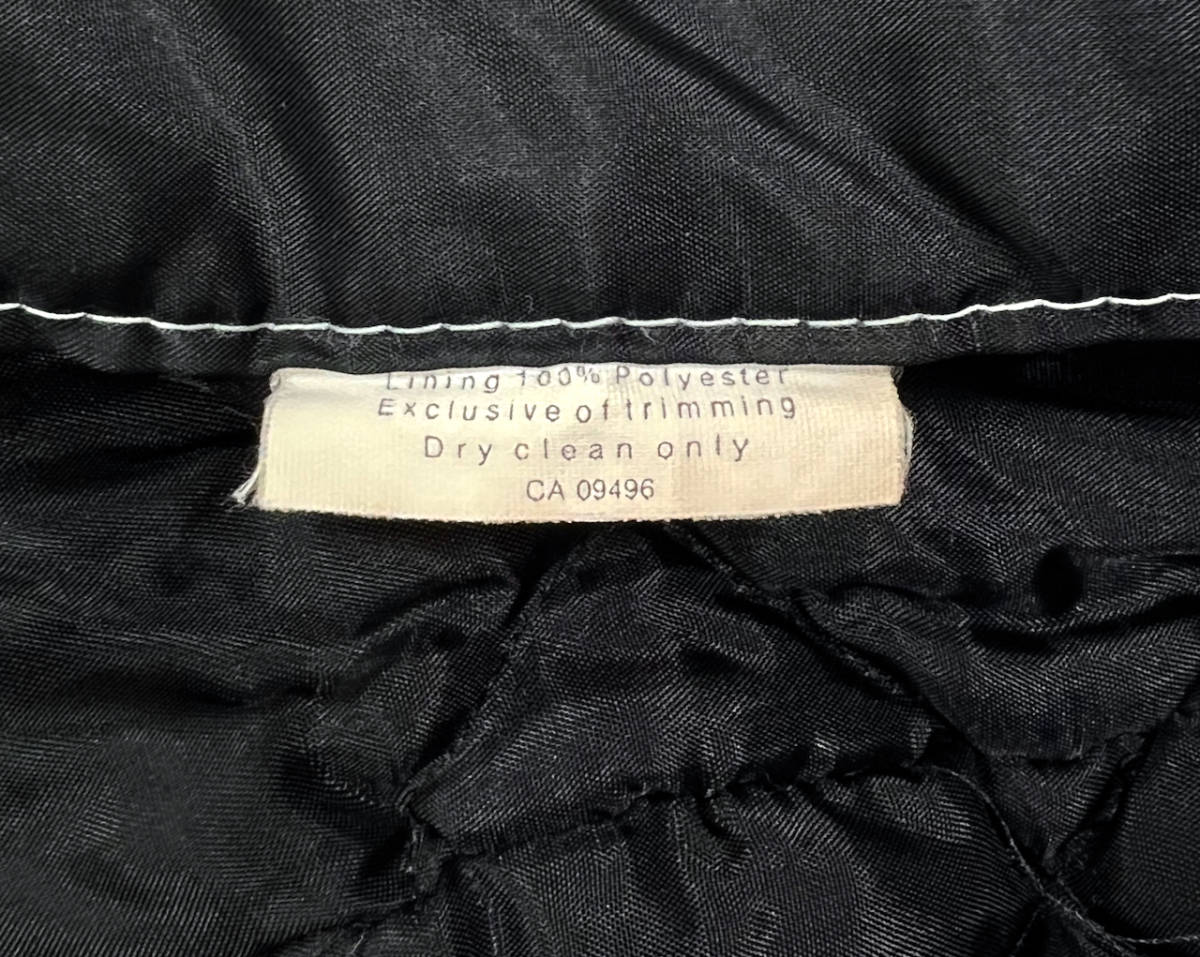 Lining 100% Polyester
Exclusive of trimming
Dry clean only
CA 09496